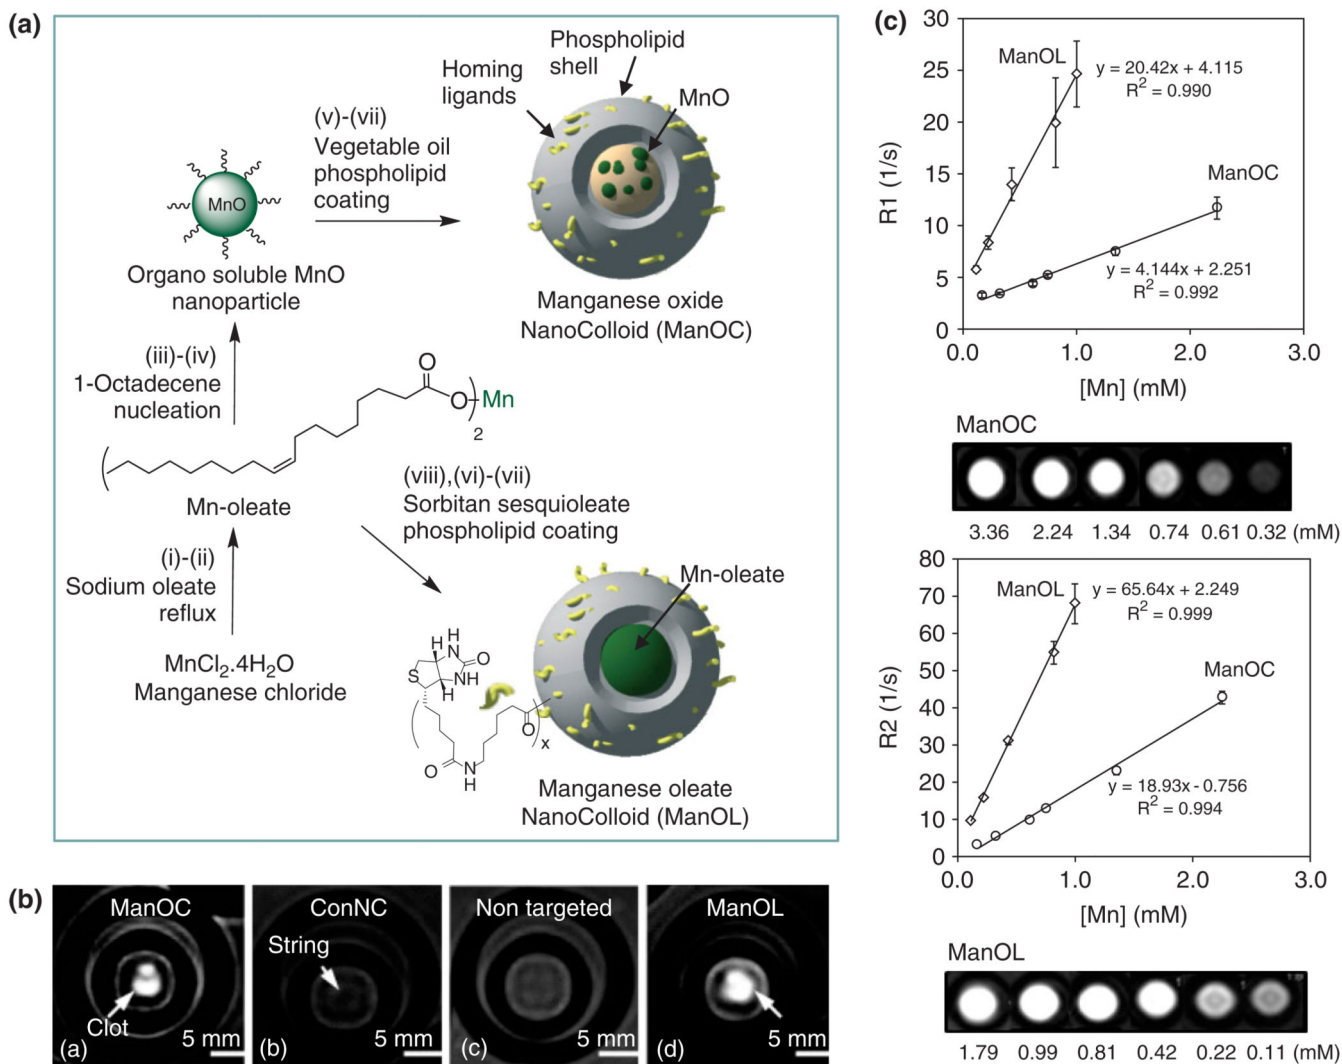 (a)
Phospholipid
shell
Homing
ligands
MnO
(v)-(vii)
Vegetable oil
phospholipid
coating
MnO
Organo soluble MnO
nanoparticle
Manganese oxide
NanoColloid (ManOC)
(iii)-(iv)
1-Octadecene
nucleation
O
O
Mn
2
Mn-oleate
(viii),(vi)-(vii)
Sorbitan sesquioleate
phospholipid coating
(i)-(ii)
Sodium oleate
reflux
MnCl2.4H2O
Manganese chloride
Mn-oleate
H
H
N
O
S
NH
H
O
x
O
N
H
Manganese oleate
NanoColloid (ManOL)
(b)
ManOC
Clot
5 mm
(a)
ConNC
String
5 mm
(b)
Non targeted
5 mm
(c)
ManOL
5 mm
(d)
(c)
30
25
20
15
10
5
0
R1 (1/s)
ManOL
y = 20.42x + 4.115
R2 = 0.990
ManOC
y = 4.144x + 2.251
R2 = 0.992
0.0 1.0 2.0 3.0
[Mn] (mM)
ManOC
3.36 2.24 1.34 0.74 0.61 0.32 (mM)
80
70
60
50
40
30
20
10
0
R2 (1/s)
ManOL
y = 65.64x + 2.249
R2 = 0.999
ManOC
y = 18.93x - 0.756
R2 = 0.994
0.0 1.0 2.0 3.0
[Mn] (mM)
ManOL
1.79 0.99 0.81 0.42 0.22 0.11 (mM)